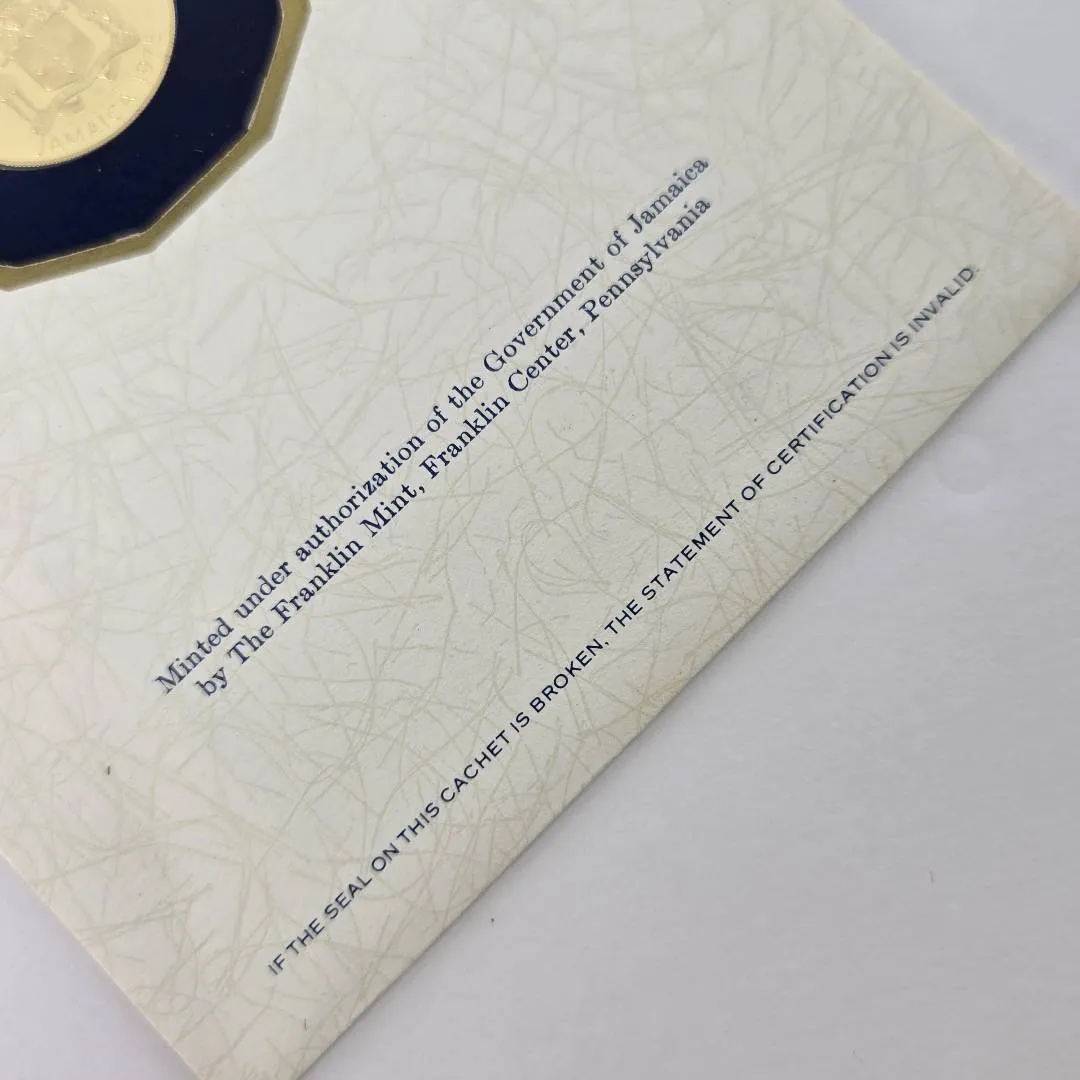 JAMAICA
Minted under authorization of the Government of Jamaica
by The Franklin Mint, Franklin Center, Pennsylvania
IF THE SEAL ON THIS CACHET IS BROKEN, THE STATEMENT OF CERTIFICATION IS INVALID.